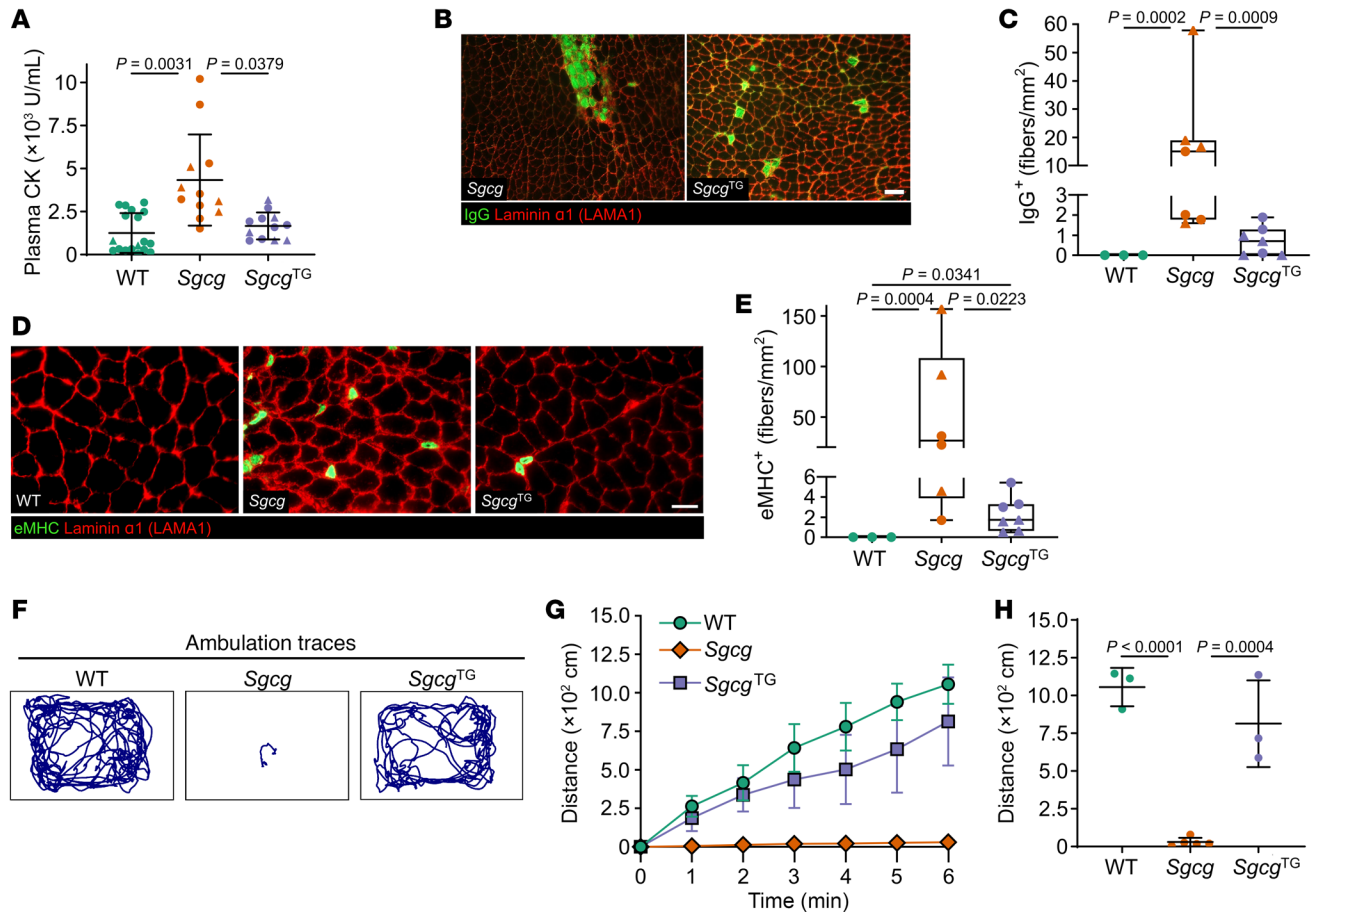 A
Plasma CK (×10³ U/mL)
10
7.5
5
2.5
0
P = 0.0031
P = 0.0379
WT
Sgcg
Sgcgᵀᴳ
B
Sgcg
Sgcgᵀᴳ
IgG Laminin α1 (LAMA1)
C
IgG⁺ (fibers/mm²)
60
50
40
30
20
10
3
2
1
0
P = 0.0002
P = 0.0009
WT
Sgcg
Sgcgᵀᴳ
D
WT
Sgcg
Sgcgᵀᴳ
eMHC Laminin α1 (LAMA1)
E
eMHC⁺ (fibers/mm²)
150
100
50
6
4
2
0
P = 0.0341
P = 0.0004
P = 0.0223
WT
Sgcg
Sgcgᵀᴳ
F
Ambulation traces
WT
Sgcg
Sgcgᵀᴳ
G
Distance (×10² cm)
15.0
12.5
10.0
7.5
5.0
2.5
0
WT
Sgcg
Sgcgᵀᴳ
0 1 2 3 4 5 6
Time (min)
H
Distance (×10² cm)
15.0
12.5
10.0
7.5
5.0
2.5
0
P < 0.0001
P = 0.0004
WT
Sgcg
Sgcgᵀᴳ